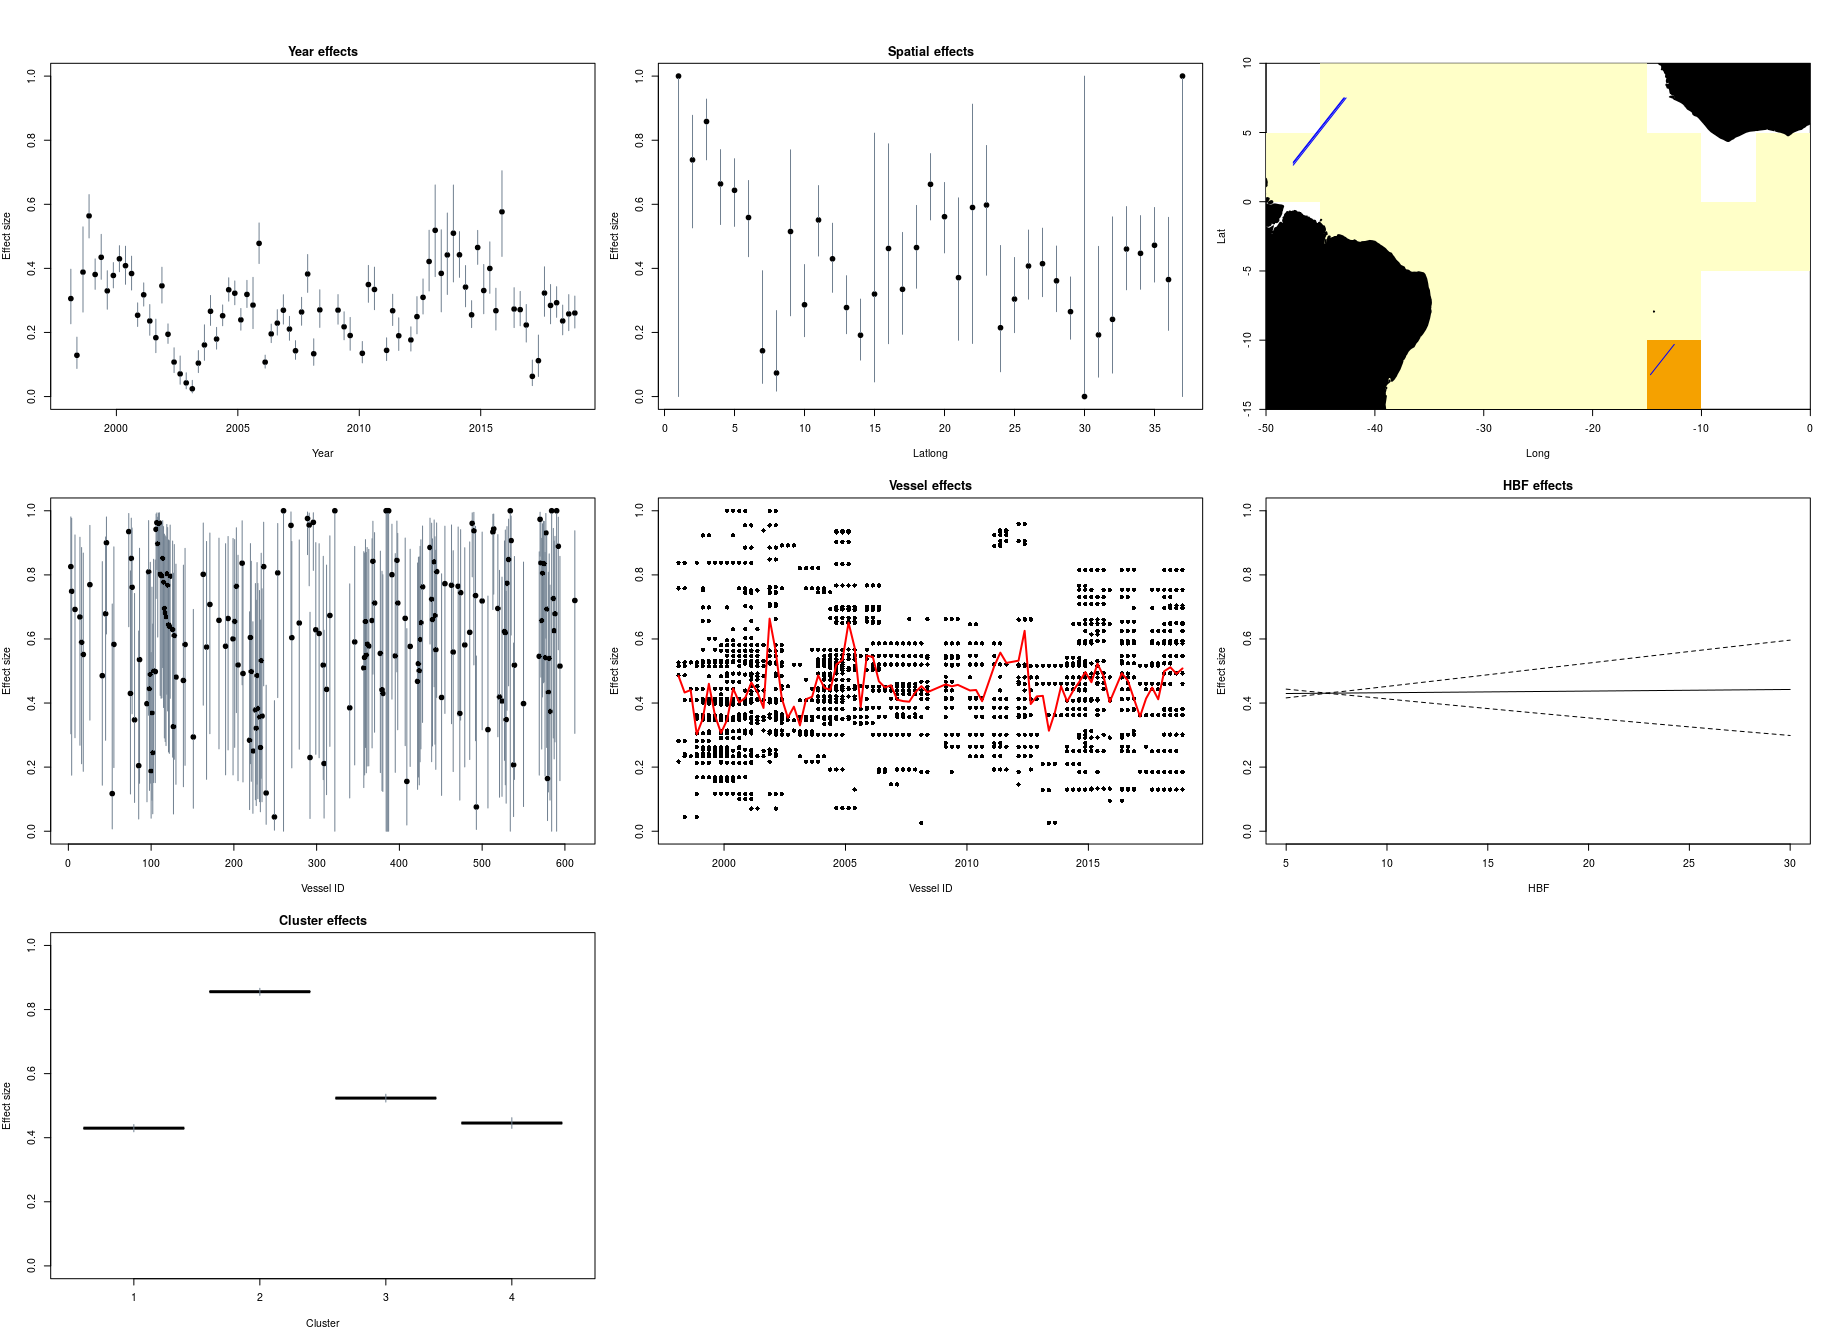 Year effects
Effect size
0.0 0.2 0.4 0.6 0.8 1.0
2000 2005 2010 2015
Year
Spatial effects
Effect size
0.0 0.2 0.4 0.6 0.8 1.0
0 5 10 15 20 25 30 35
Latlong
Lat
-15 -10 -5 0 5 10
-50 -40 -30 -20 -10 0
Long
Effect size
0.0 0.2 0.4 0.6 0.8 1.0
0 100 200 300 400 500 600
Vessel ID
Vessel effects
Effect size
0.0 0.2 0.4 0.6 0.8 1.0
2000 2005 2010 2015
Vessel ID
HBF effects
Effect size
0.0 0.2 0.4 0.6 0.8 1.0
5 10 15 20 25 30
HBF
Cluster effects
Effect size
0.0 0.2 0.4 0.6 0.8 1.0
1 2 3 4
Cluster